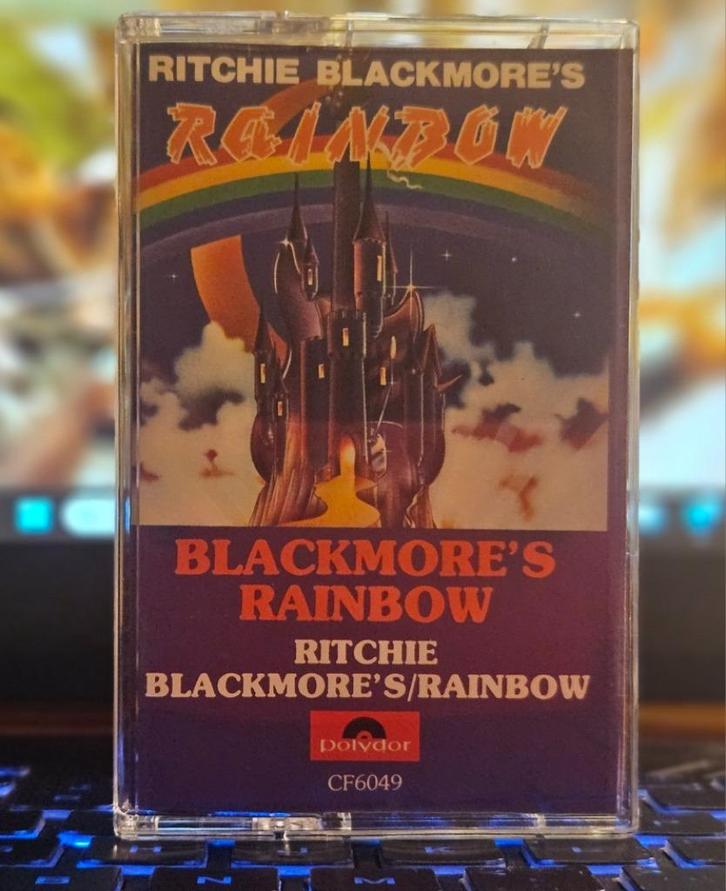 RITCHIE BLACKMORE'S
RAINBOW
BLACKMORE'S
RAINBOW
RITCHIE
BLACKMORE'S/RAINBOW
polydor
CF6049